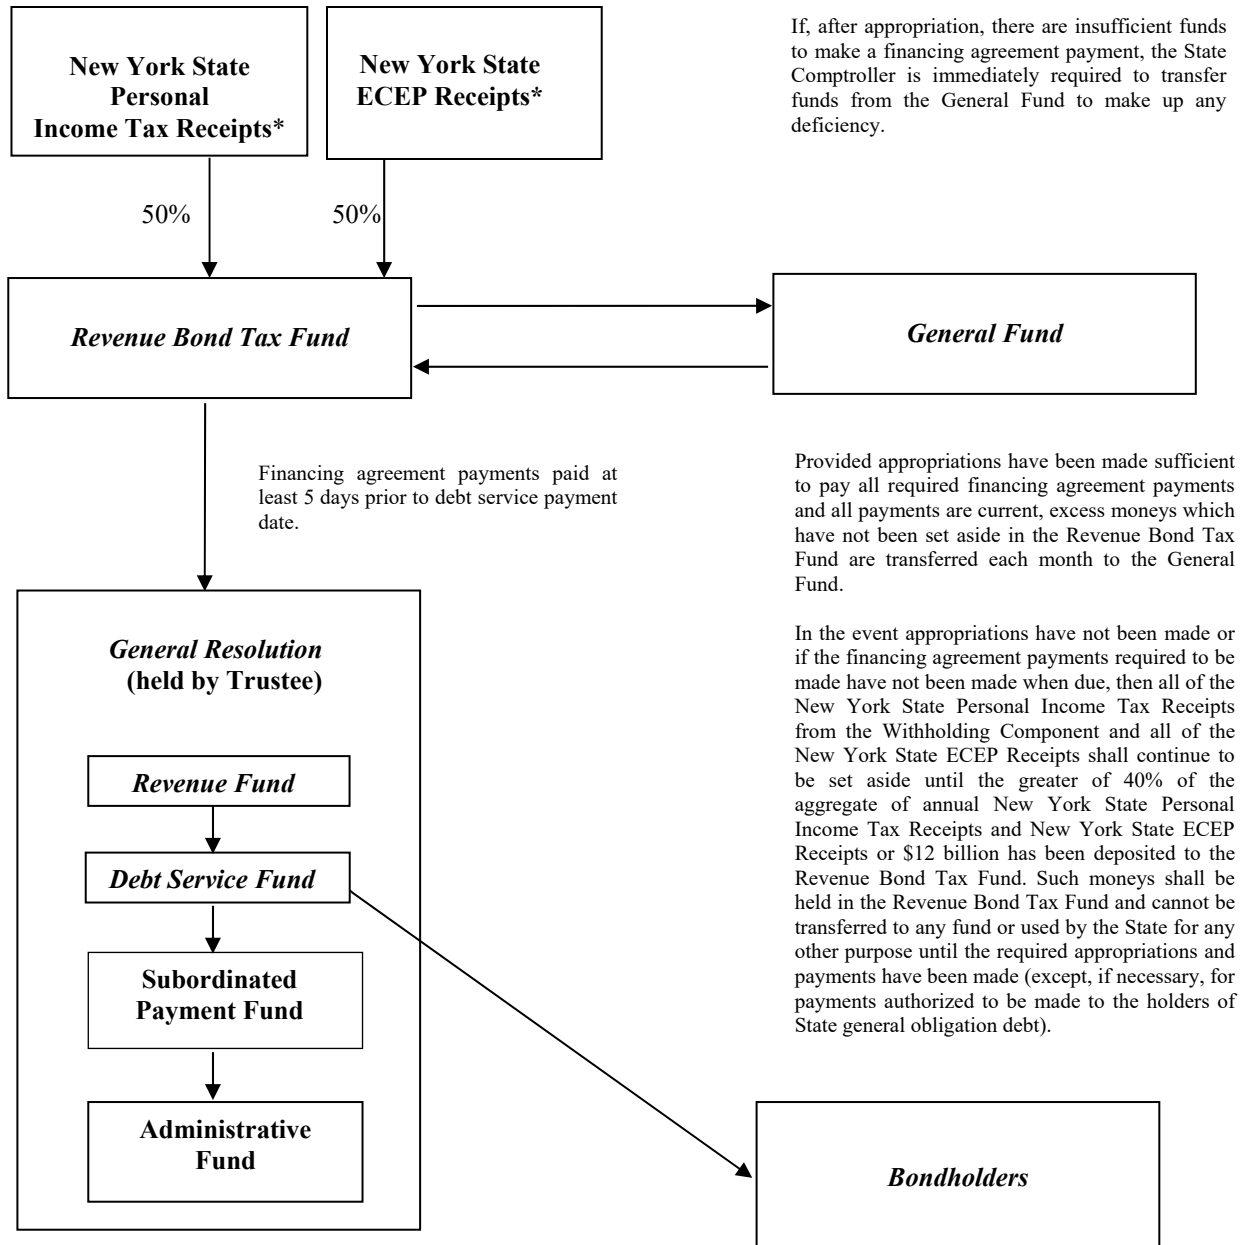 New York State
Personal
Income Tax Receipts*
New York State
ECEP Receipts*
If, after appropriation, there are insufficient funds
to make a financing agreement payment, the State
Comptroller is immediately required to transfer
funds from the General Fund to make up any
deficiency.
50%
50%
Revenue Bond Tax Fund
General Fund
Financing agreement payments paid at
least 5 days prior to debt service payment
date.
Provided appropriations have been made sufficient
to pay all required financing agreement payments
and all payments are current, excess moneys which
have not been set aside in the Revenue Bond Tax
Fund are transferred each month to the General
Fund.
In the event appropriations have not been made or
if the financing agreement payments required to be
made have not been made when due, then all of the
New York State Personal Income Tax Receipts
from the Withholding Component and all of the
New York State ECEP Receipts shall continue to
be set aside until the greater of 40% of the
aggregate of annual New York State Personal
Income Tax Receipts and New York State ECEP
Receipts or $12 billion has been deposited to the
Revenue Bond Tax Fund. Such moneys shall be
held in the Revenue Bond Tax Fund and cannot be
transferred to any fund or used by the State for any
other purpose until the required appropriations and
payments have been made (except, if necessary, for
payments authorized to be made to the holders of
State general obligation debt).
General Resolution
(held by Trustee)
Revenue Fund
Debt Service Fund
Subordinated
Payment Fund
Administrative
Fund
Bondholders